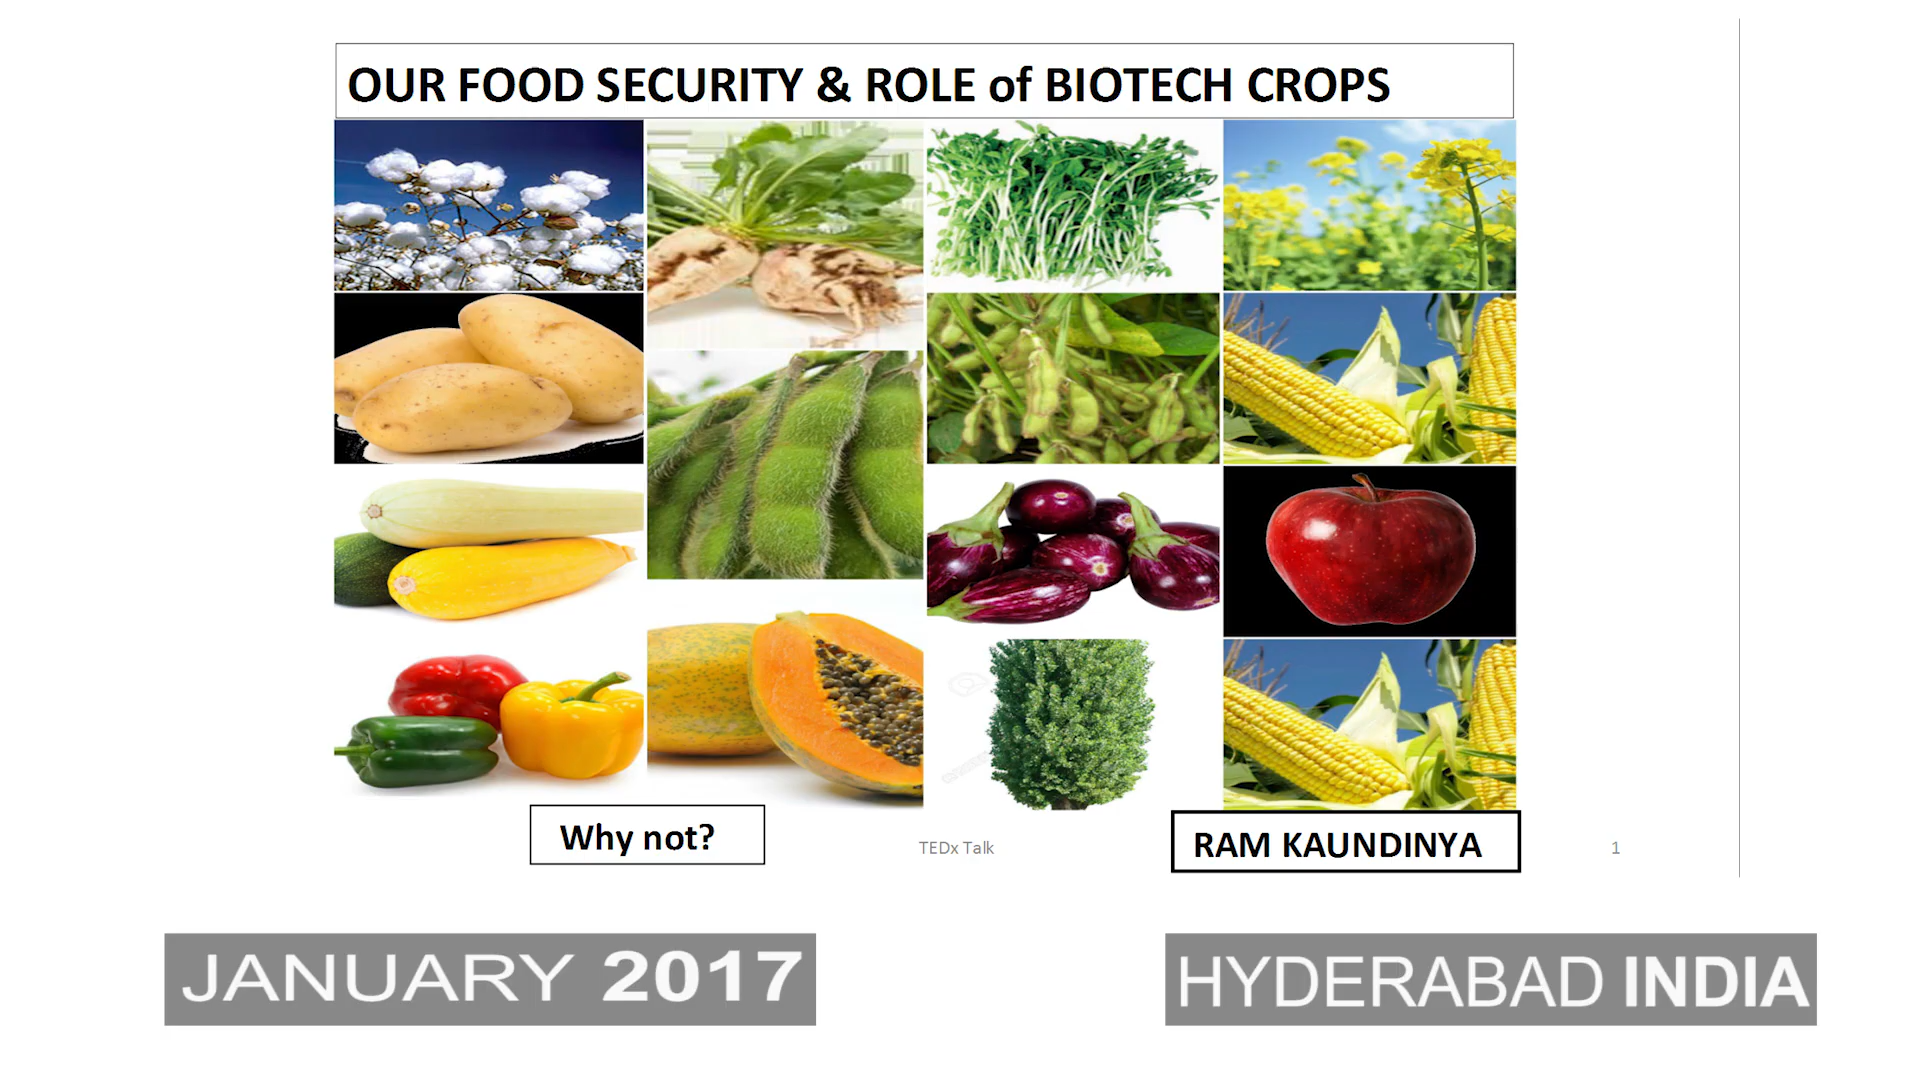 OUR FOOD SECURITY & ROLE of BIOTECH CROPS
Why not?
TEDx Talk
RAM KAUNDINYA
1
JANUARY 2017
HYDERABAD INDIA